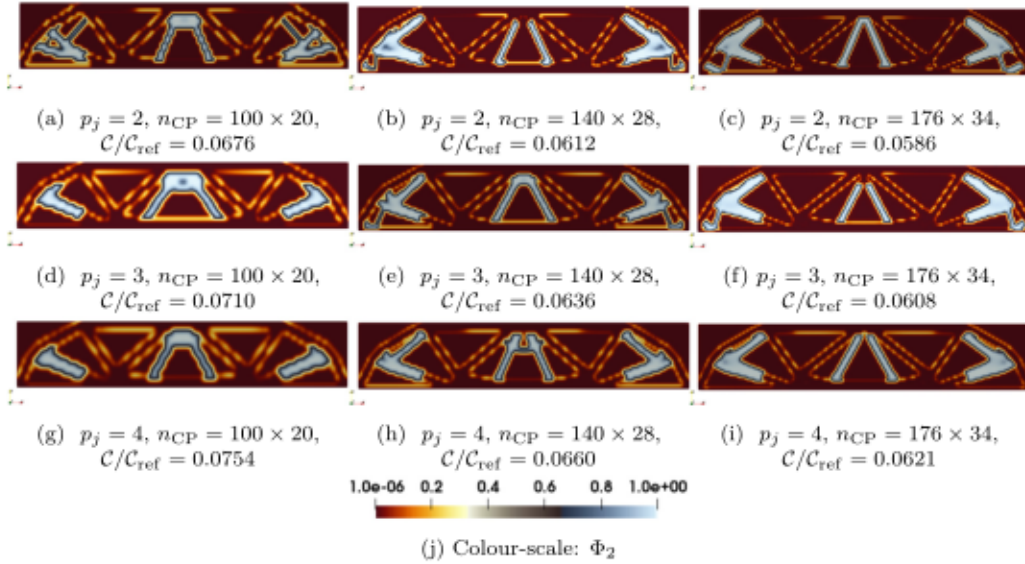 (a) p_j = 2, n_CP = 100 × 20,
C/C_ref = 0.0676
(b) p_j = 2, n_CP = 140 × 28,
C/C_ref = 0.0612
(c) p_j = 2, n_CP = 176 × 34,
C/C_ref = 0.0586
(d) p_j = 3, n_CP = 100 × 20,
C/C_ref = 0.0710
(e) p_j = 3, n_CP = 140 × 28,
C/C_ref = 0.0636
(f) p_j = 3, n_CP = 176 × 34,
C/C_ref = 0.0608
(g) p_j = 4, n_CP = 100 × 20,
C/C_ref = 0.0754
(h) p_j = 4, n_CP = 140 × 28,
C/C_ref = 0.0660
(i) p_j = 4, n_CP = 176 × 34,
C/C_ref = 0.0621
1.0e-06 0.2 0.4 0.6 0.8 1.0e+00
(j) Colour-scale: Φ_2